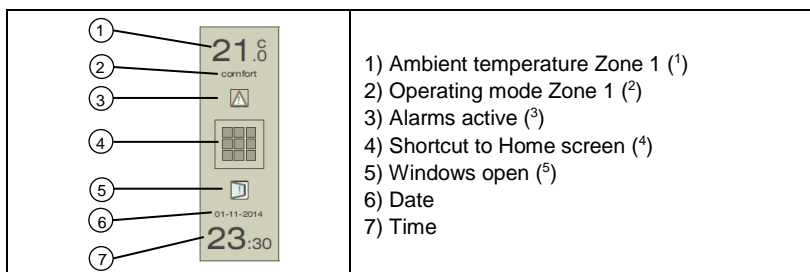 1
21.0 C
2
comfort
3
4
5
6
01-11-2014
7
23:30
1) Ambient temperature Zone 1 (1)
2) Operating mode Zone 1 (2)
3) Alarms active (3)
4) Shortcut to Home screen (4)
5) Windows open (5)
6) Date
7) Time